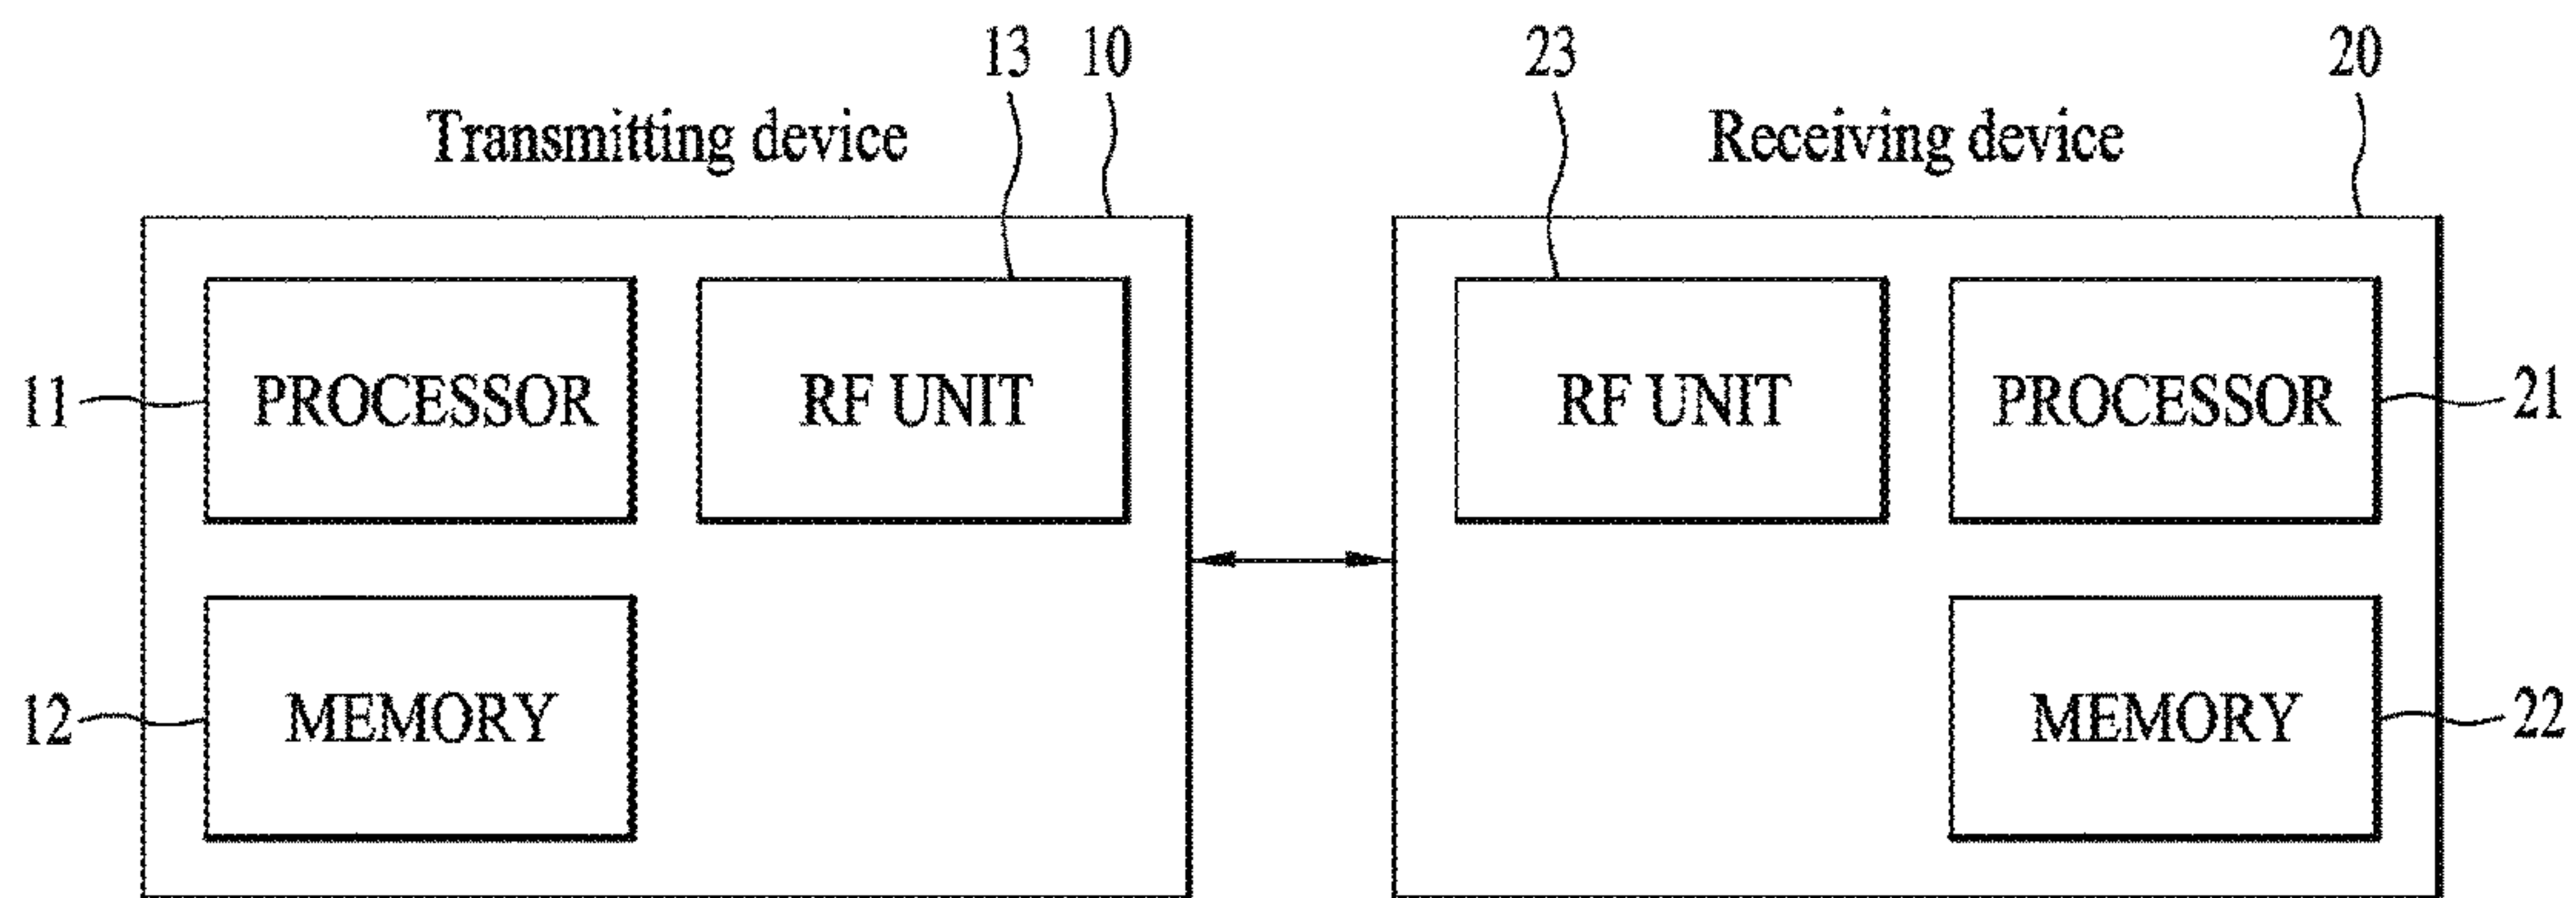 13 10 23 20
Transmitting device Receiving device
11 PROCESSOR RF UNIT RF UNIT PROCESSOR 21
12 MEMORY MEMORY 22